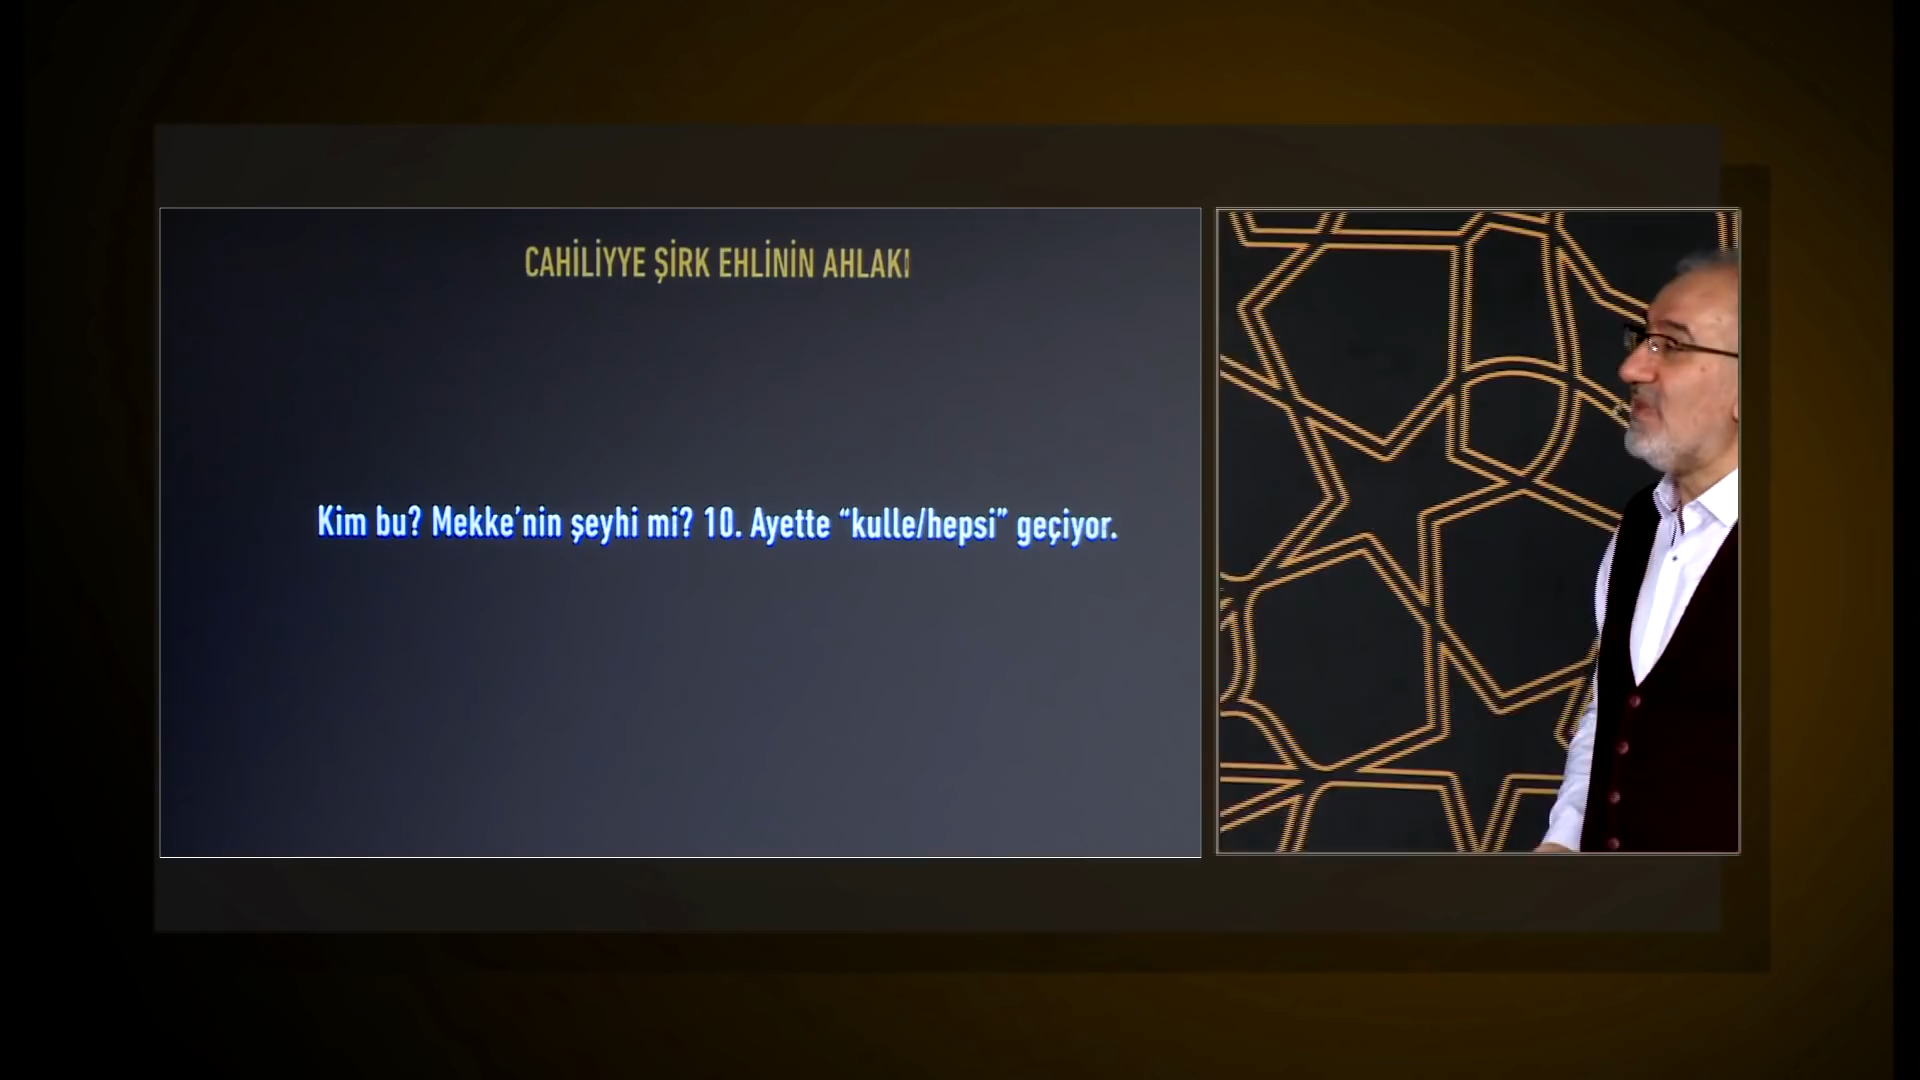 CAHİLİYYE ŞİRK EHLİNİN AHLAKI
Kim bu? Mekke’nin şeyhi mi? 10. Ayette “kulle/hepsi” geçiyor.